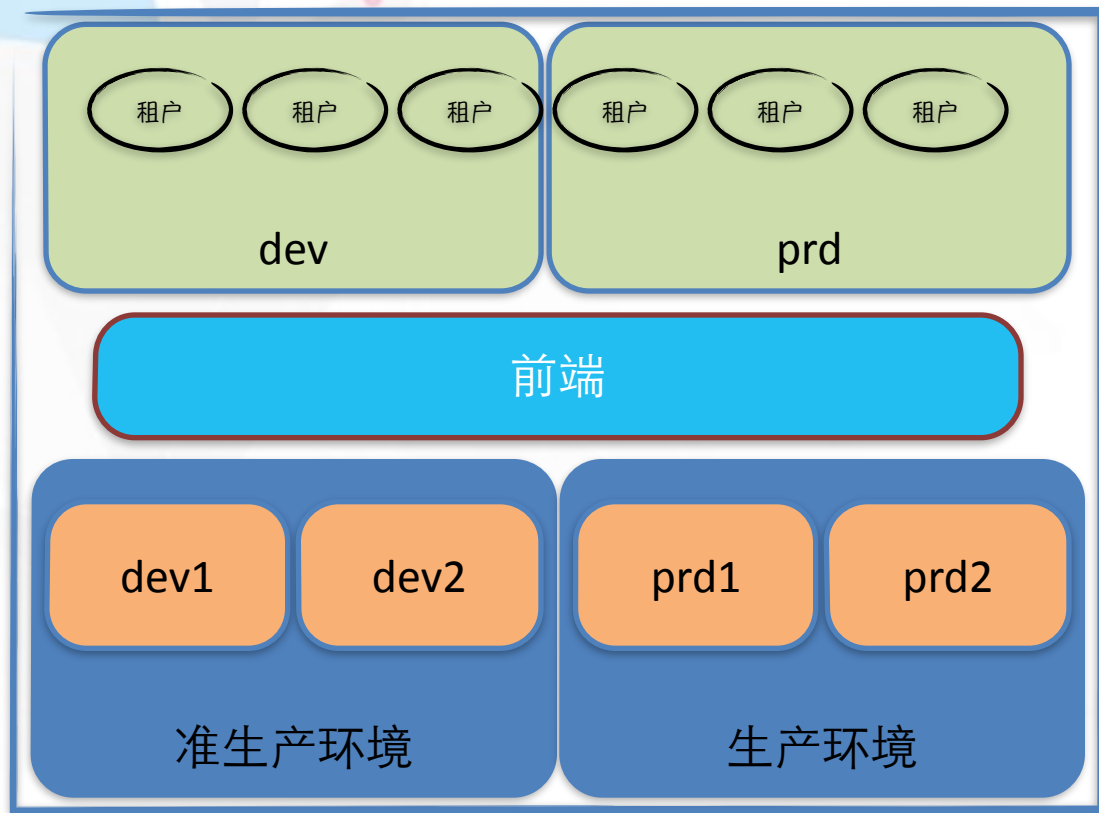 租户 租户 租户 租户 租户 租户
dev prd
前端
dev1 dev2 prd1 prd2
准生产环境 生产环境